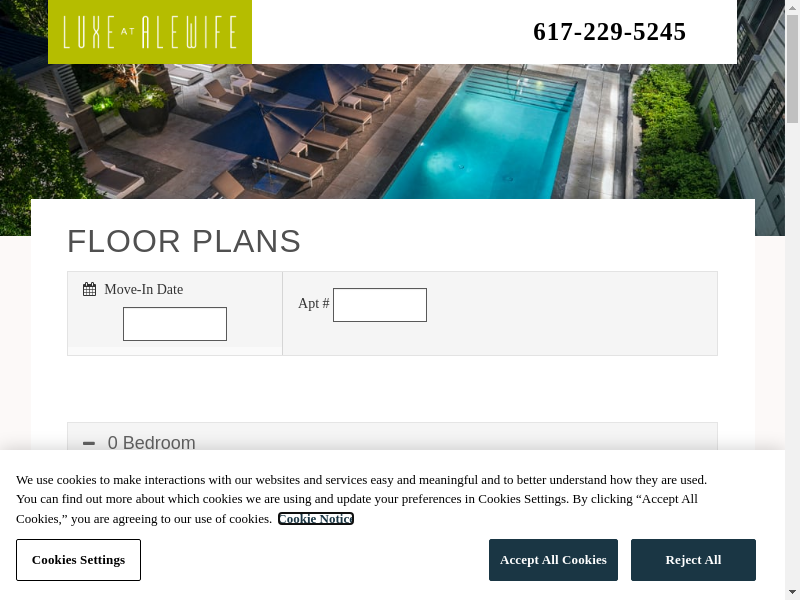 LUXE AT ALEWIFE
617-229-5245
FLOOR PLANS
Move-In Date
Apt #
0 Bedroom
We use cookies to make interactions with our websites and services easy and meaningful and to better understand how they are used.
You can find out more about which cookies we are using and update your preferences in Cookies Settings. By clicking “Accept All
Cookies,” you are agreeing to our use of cookies. Cookie Notice
Cookies Settings
Accept All Cookies
Reject All